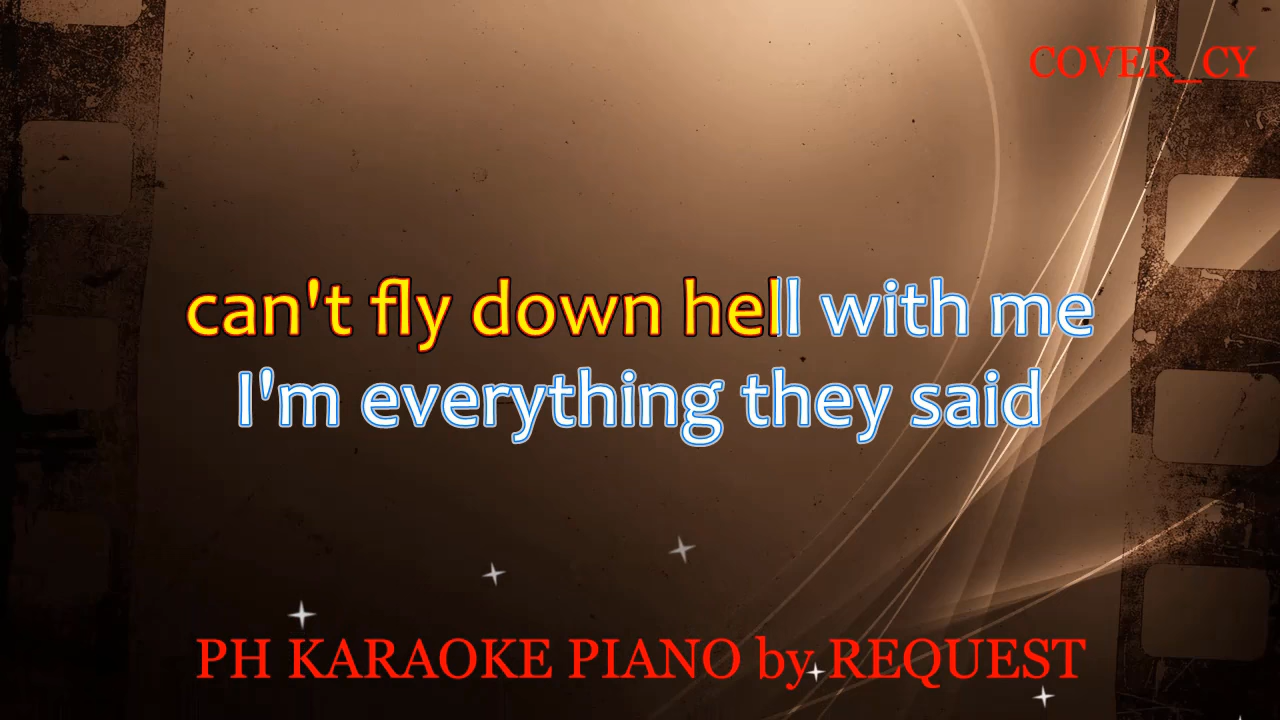 COVER_CY
can't fly down hell with me
I'm everything they said
PH KARAOKE PIANO by REQUEST